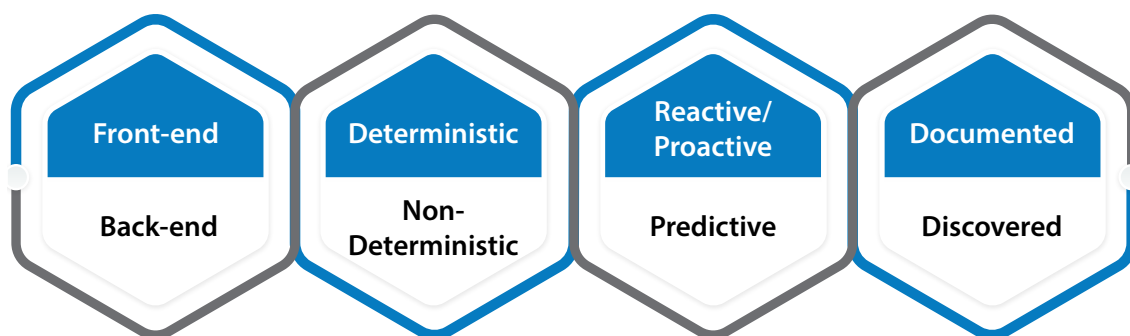 Front-end
Back-end
Deterministic
Non-
Deterministic
Reactive/
Proactive
Predictive
Documented
Discovered